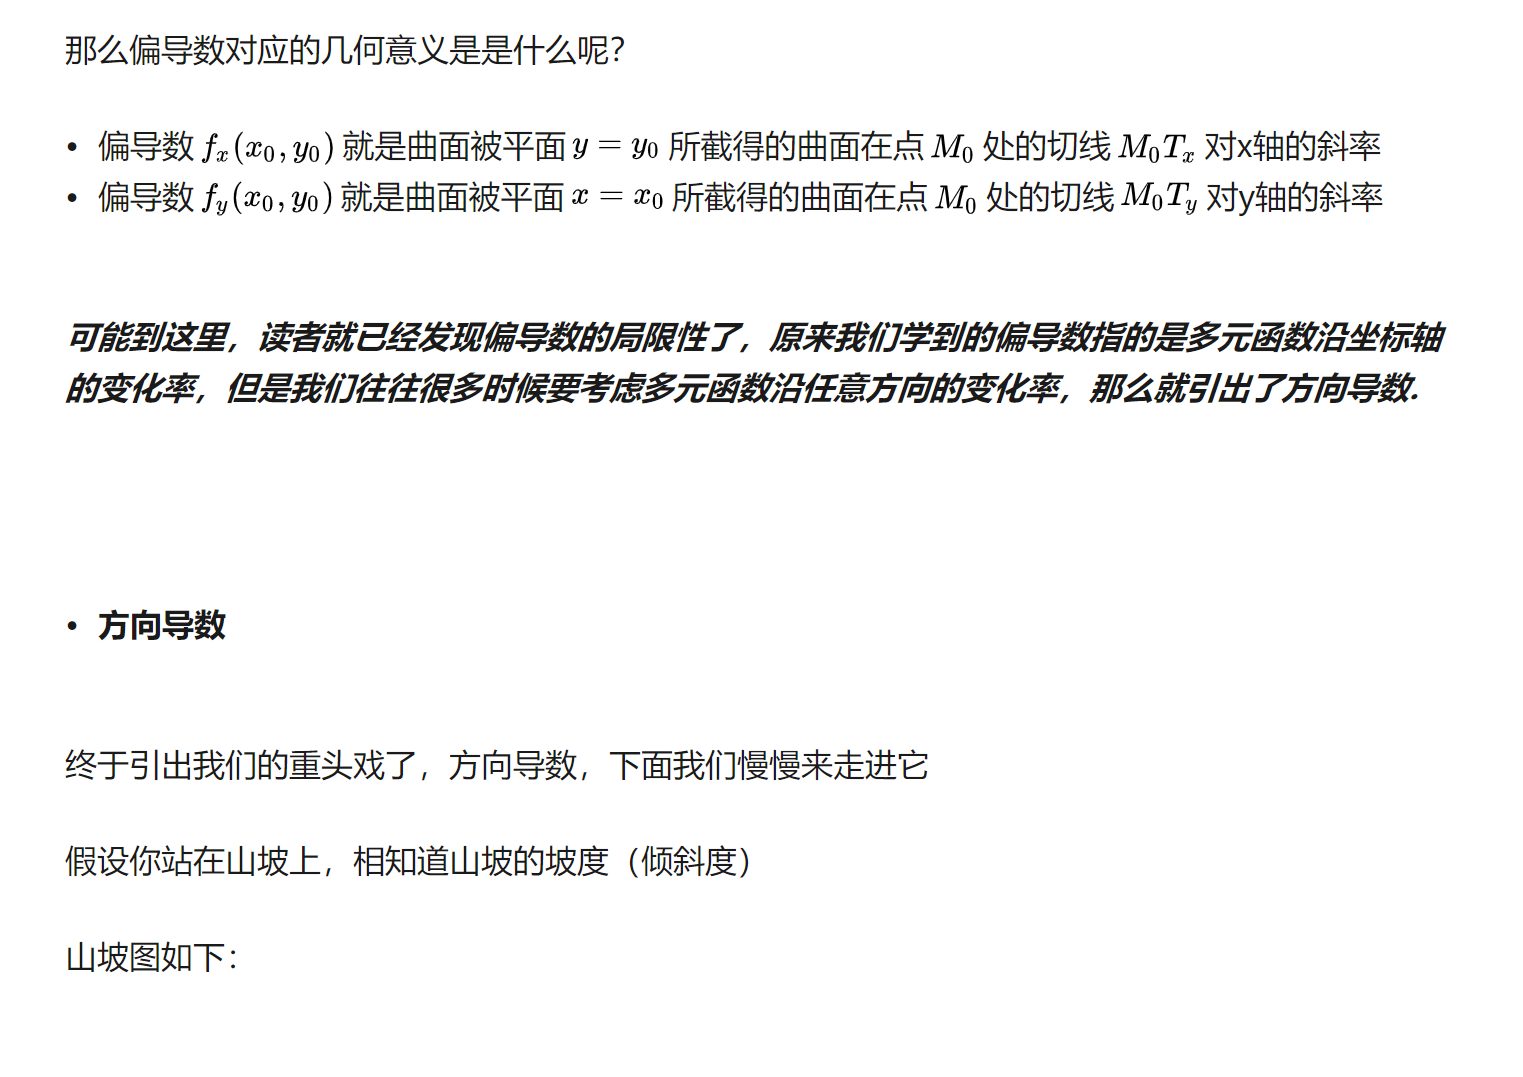 那么偏导数对应的几何意义是是什么呢？
• 偏导数 f_x(x_0, y_0) 就是曲面被平面 y = y_0 所截得的曲面在点 M_0 处的切线 M_0T_x 对x轴的斜率
• 偏导数 f_y(x_0, y_0) 就是曲面被平面 x = x_0 所截得的曲面在点 M_0 处的切线 M_0T_y 对y轴的斜率
可能到这里，读者就已经发现偏导数的局限性了，原来我们学到的偏导数指的是多元函数沿坐标轴
的变化率，但是我们往往很多时候要考虑多元函数沿任意方向的变化率，那么就引出了方向导数.
• 方向导数
终于引出我们的重头戏了，方向导数，下面我们慢慢来走进它
假设你站在山坡上，相知道山坡的坡度（倾斜度）
山坡图如下：